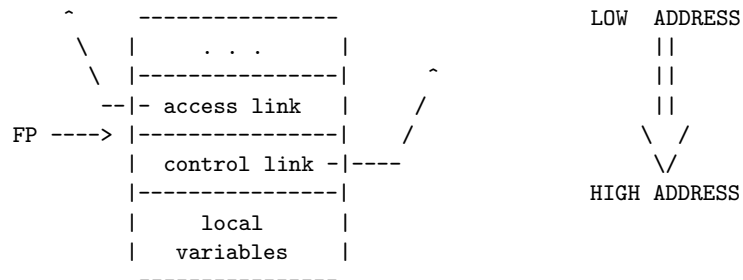 LOW ADDRESS
. . .
access link
FP ---->
control link
HIGH ADDRESS
local
variables